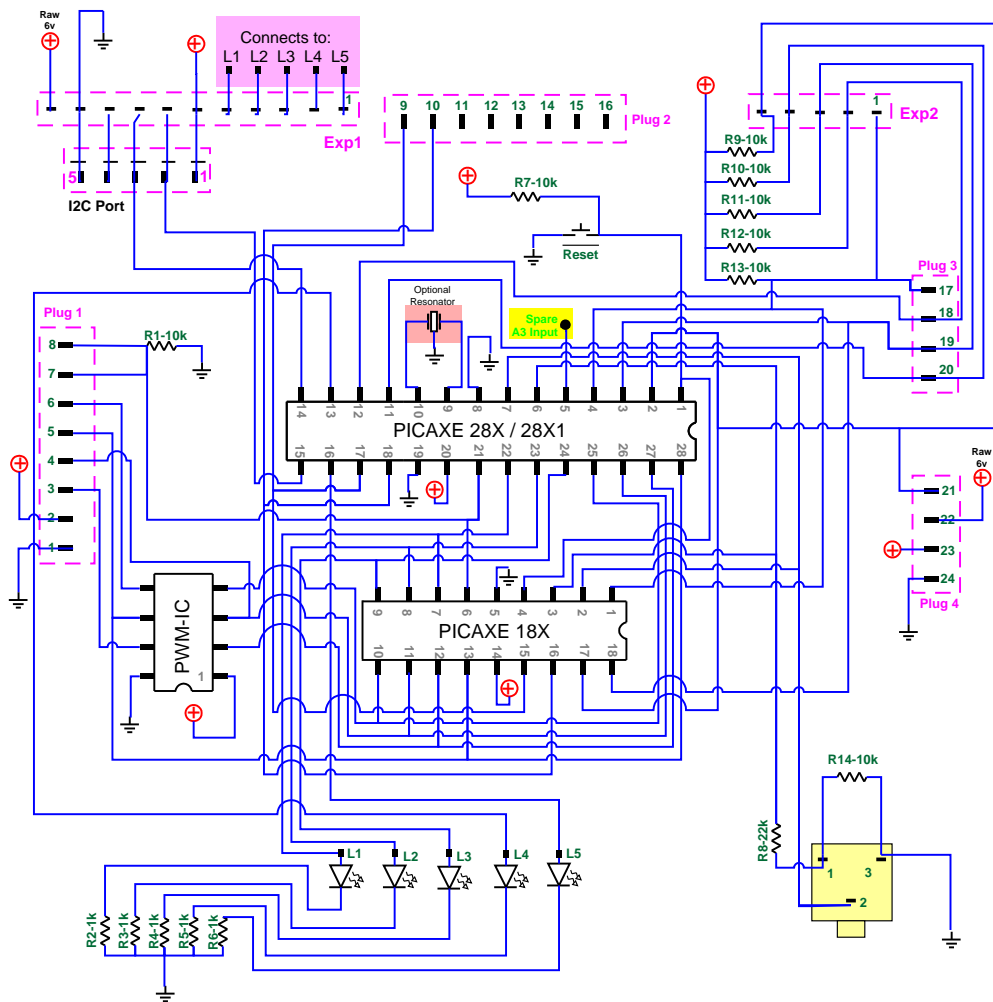 Raw
6v
Connects to:
L1 L2 L3 L4 L5
1
Exp1
5 1
I2C Port
9 10 11 12 13 14 15 16
Plug 2
R7-10k
Reset
1
Exp2
R9-10k
R10-10k
R11-10k
R12-10k
R13-10k
Plug 3
17
18
19
20
Plug 1
8
7
6
5
4
3
2
1
R1-10k
Optional
Resonator
Spare
A3 Input
14 13 12 11 10 9 8 7 6 5 4 3 2 1
PICAXE 28X / 28X1
15 16 17 18 19 20 21 22 23 24 25 26 27 28
Raw
6v
21
22
23
24
Plug 4
9 8 7 6 5 4 3 2 1
PICAXE 18X
10 11 12 13 14 15 16 17 18
PWM-IC
1
R14-10k
R8-22k
1 3
2
L1 L2 L3 L4 L5
R2-1k
R3-1k
R4-1k
R5-1k
R6-1k